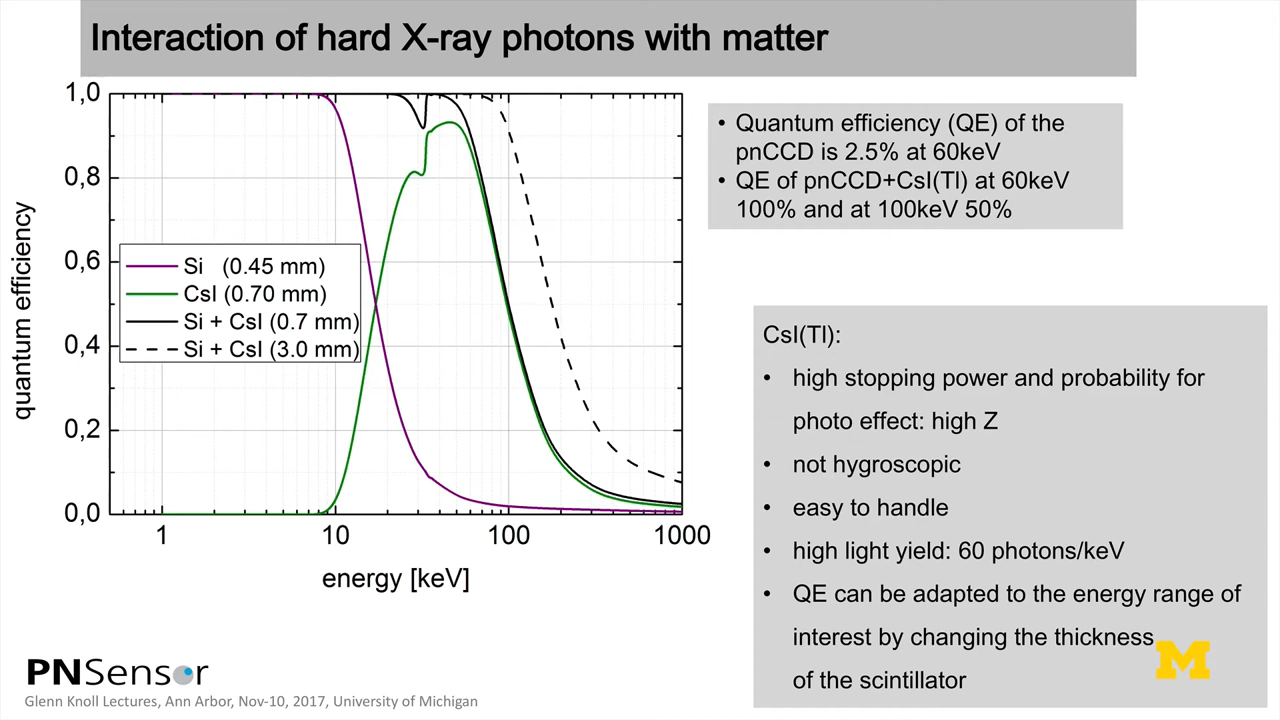 Interaction of hard X-ray photons with matter
1,0
0,8
0,6
0,4
0,2
0,0
quantum efficiency
Si (0.45 mm)
CsI (0.70 mm)
Si + CsI (0.7 mm)
Si + CsI (3.0 mm)
1 10 100 1000
energy [keV]
• Quantum efficiency (QE) of the
pnCCD is 2.5% at 60keV
• QE of pnCCD+CsI(Tl) at 60keV
100% and at 100keV 50%
CsI(Tl):
• high stopping power and probability for
photo effect: high Z
• not hygroscopic
• easy to handle
• high light yield: 60 photons/keV
• QE can be adapted to the energy range of
interest by changing the thickness
of the scintillator
M
PNSensor
Glenn Knoll Lectures, Ann Arbor, Nov-10, 2017, University of Michigan